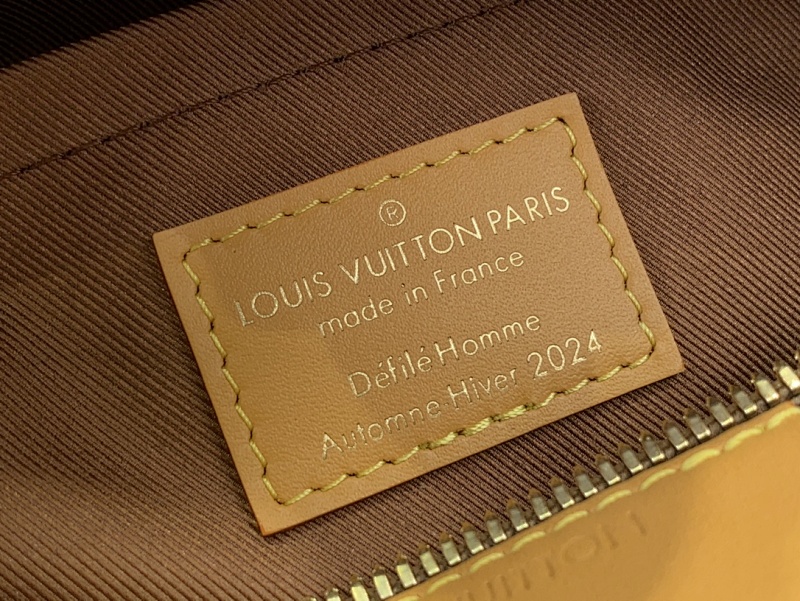 ®
LOUIS VUITTON PARIS
made in France
Défilé Homme
Automne-Hiver 2024